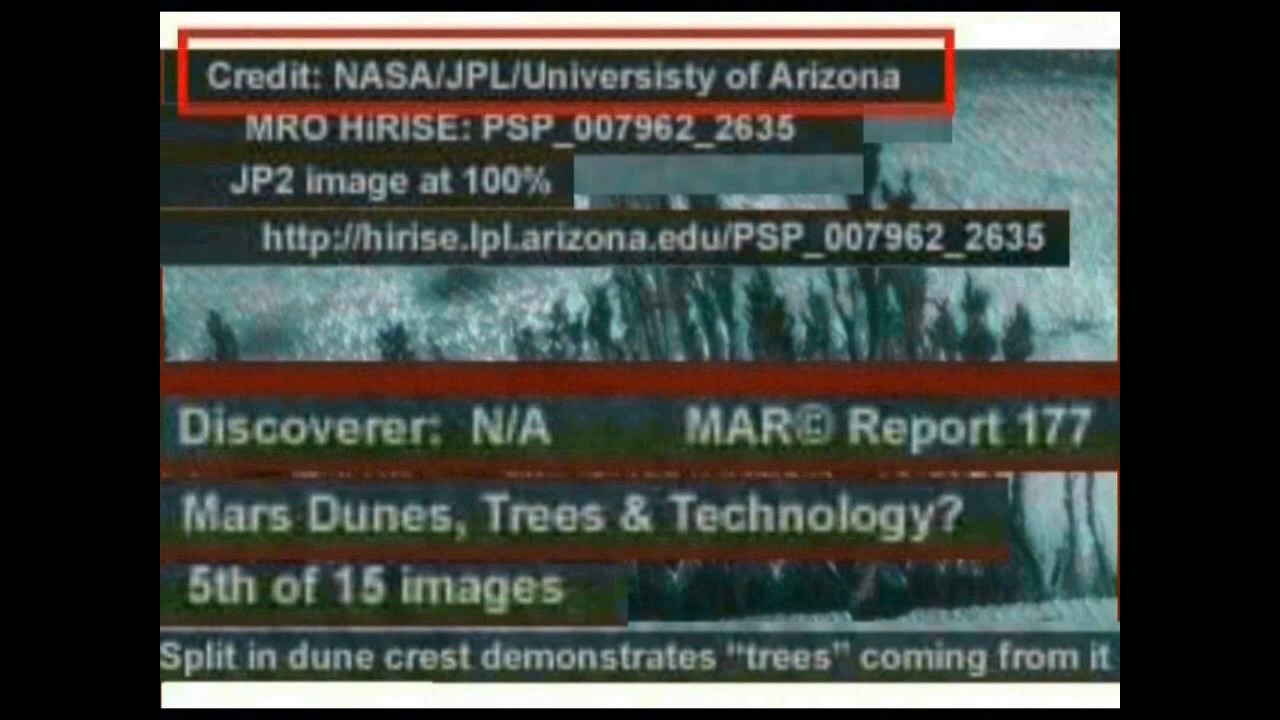 Credit: NASA/JPL/Universisty of Arizona
MRO HiRISE: PSP_007962_2635
JP2 image at 100%
http://hirise.lpl.arizona.edu/PSP_007962_2635
Discoverer: N/A MAR© Report 177
Mars Dunes, Trees & Technology?
5th of 15 images
Split in dune crest demonstrates "trees" coming from it